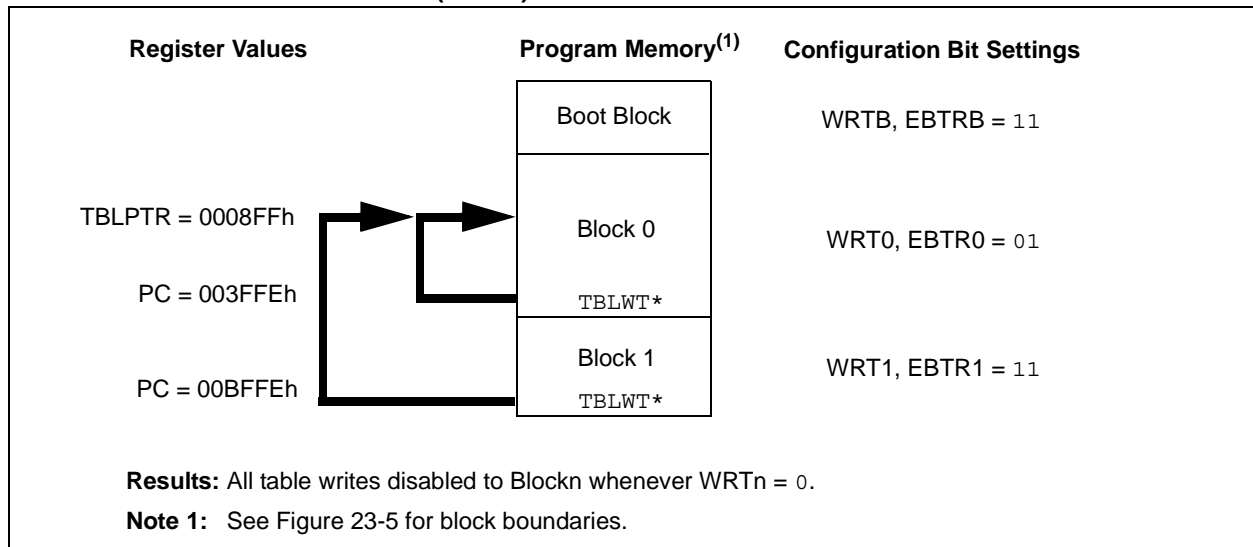 Register Values Program Memory(1) Configuration Bit Settings
Boot Block WRTB, EBTRB = 11
TBLPTR = 0008FFh Block 0 WRT0, EBTR0 = 01
PC = 003FFEh TBLWT*
Block 1 WRT1, EBTR1 = 11
PC = 00BFFEh TBLWT*
Results: All table writes disabled to Blockn whenever WRTn = 0.
Note 1: See Figure 23-5 for block boundaries.